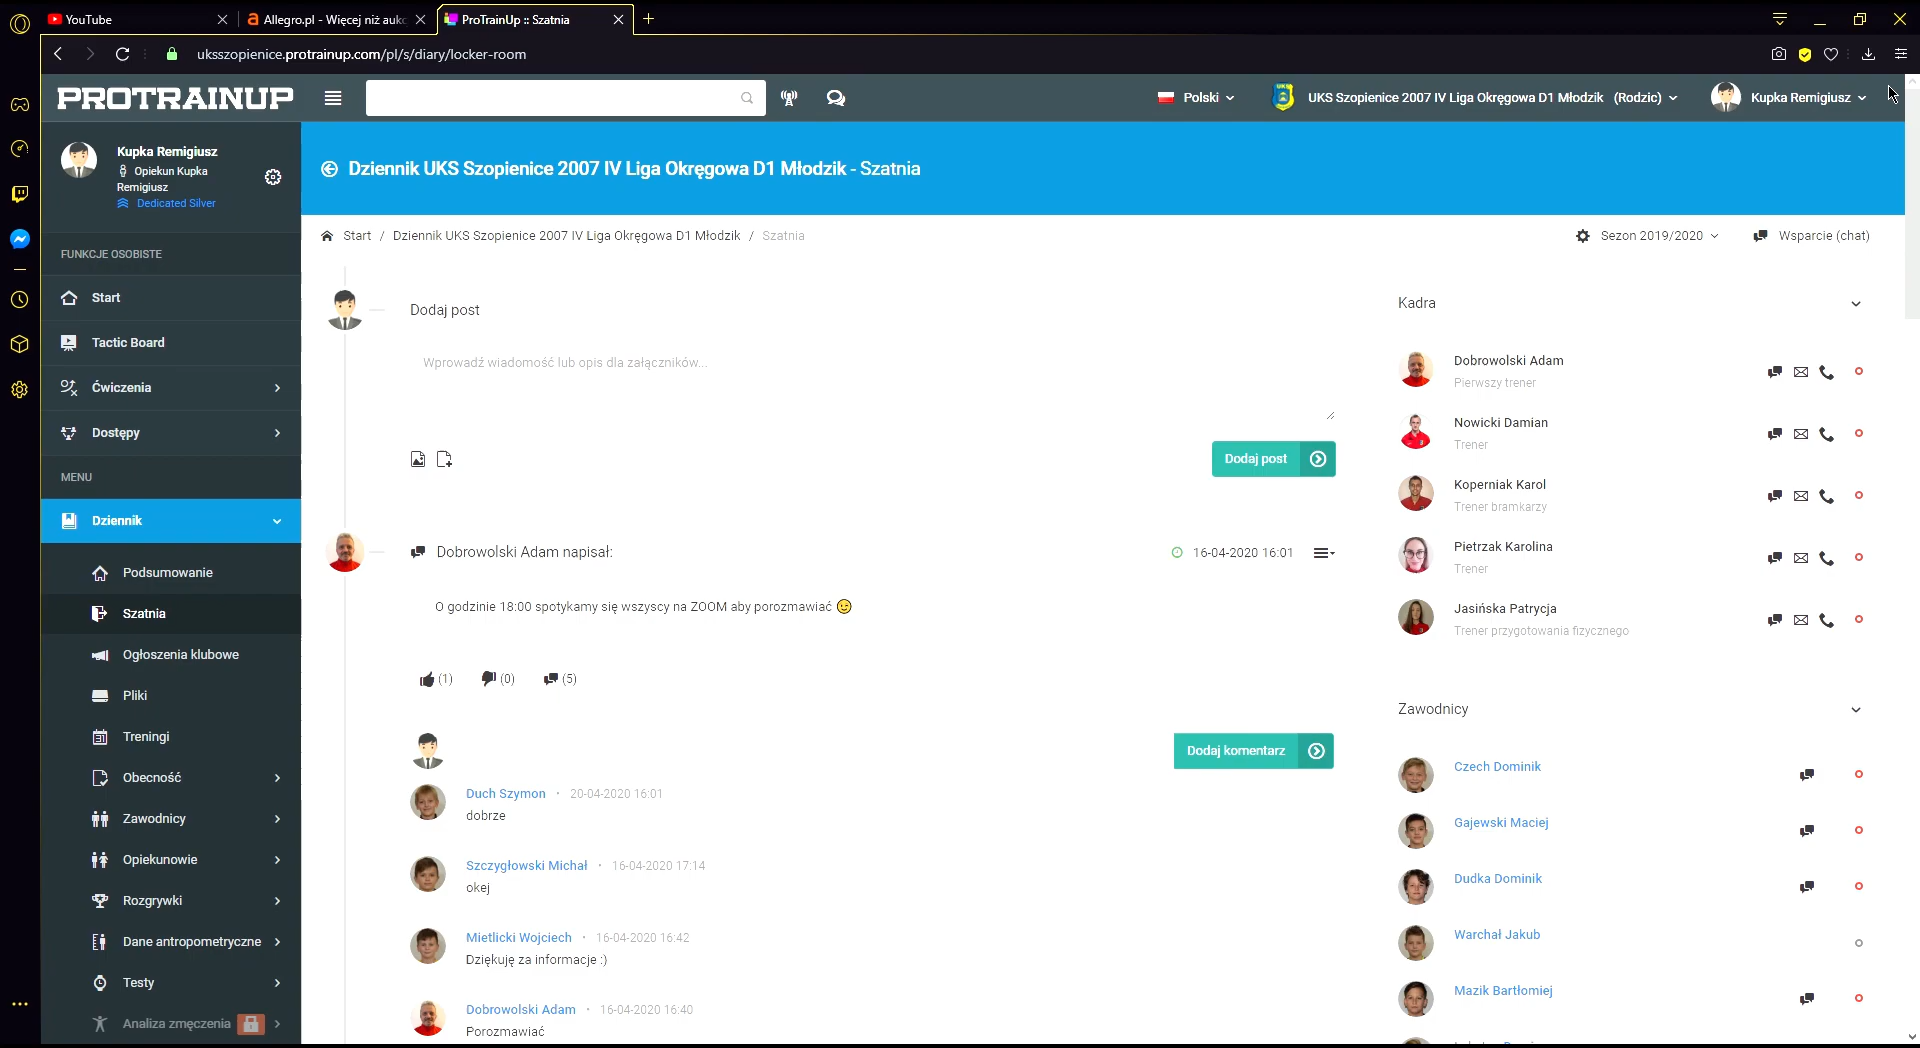 YouTube
Allegro.pl - Więcej niż aukc
ProTrainUp :: Szatnia
uksszopienice.protrainup.com/pl/s/diary/locker-room
PROTRAINUP
Polski
UKS Szopienice 2007 IV Liga Okręgowa D1 Młodzik (Rodzic)
Kupka Remigiusz
Kupka Remigiusz
Opiekun Kupka
Remigiusz
Dedicated Silver
FUNKCJE OSOBISTE
Start
Tactic Board
Ćwiczenia
Dostępy
MENU
Dziennik
Podsumowanie
Szatnia
Ogłoszenia klubowe
Pliki
Treningi
Obecność
Zawodnicy
Opiekunowie
Rozgrywki
Dane antropometryczne
Testy
Analiza zmęczenia
Dziennik UKS Szopienice 2007 IV Liga Okręgowa D1 Młodzik - Szatnia
Start / Dziennik UKS Szopienice 2007 IV Liga Okręgowa D1 Młodzik / Szatnia
Sezon 2019/2020
Wsparcie (chat)
Dodaj post
Wprowadź wiadomość lub opis dla załączników...
Dodaj post
Dobrowolski Adam napisał:
16-04-2020 16:01
O godzinie 18:00 spotykamy się wszyscy na ZOOM aby porozmawiać 😉
(1)
(0)
(5)
Dodaj komentarz
Duch Szymon · 20-04-2020 16:01
dobrze
Szczygłowski Michał · 16-04-2020 17:14
okej
Mietlicki Wojciech · 16-04-2020 16:42
Dziękuję za informacje :)
Dobrowolski Adam · 16-04-2020 16:40
Porozmawiać
Kadra
Dobrowolski Adam
Pierwszy trener
Nowicki Damian
Trener
Koperniak Karol
Trener bramkarzy
Pietrzak Karolina
Trener
Jasińska Patrycja
Trener przygotowania fizycznego
Zawodnicy
Czech Dominik
Gajewski Maciej
Dudka Dominik
Warchał Jakub
Mazik Bartłomiej